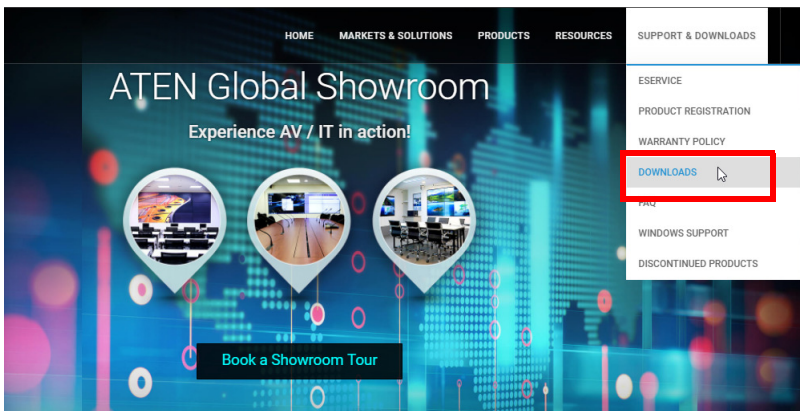 HOME MARKETS & SOLUTIONS PRODUCTS RESOURCES SUPPORT & DOWNLOADS
ATEN Global Showroom
Experience AV / IT in action!
Book a Showroom Tour
ESERVICE
PRODUCT REGISTRATION
WARRANTY POLICY
DOWNLOADS
FAQ
WINDOWS SUPPORT
DISCONTINUED PRODUCTS